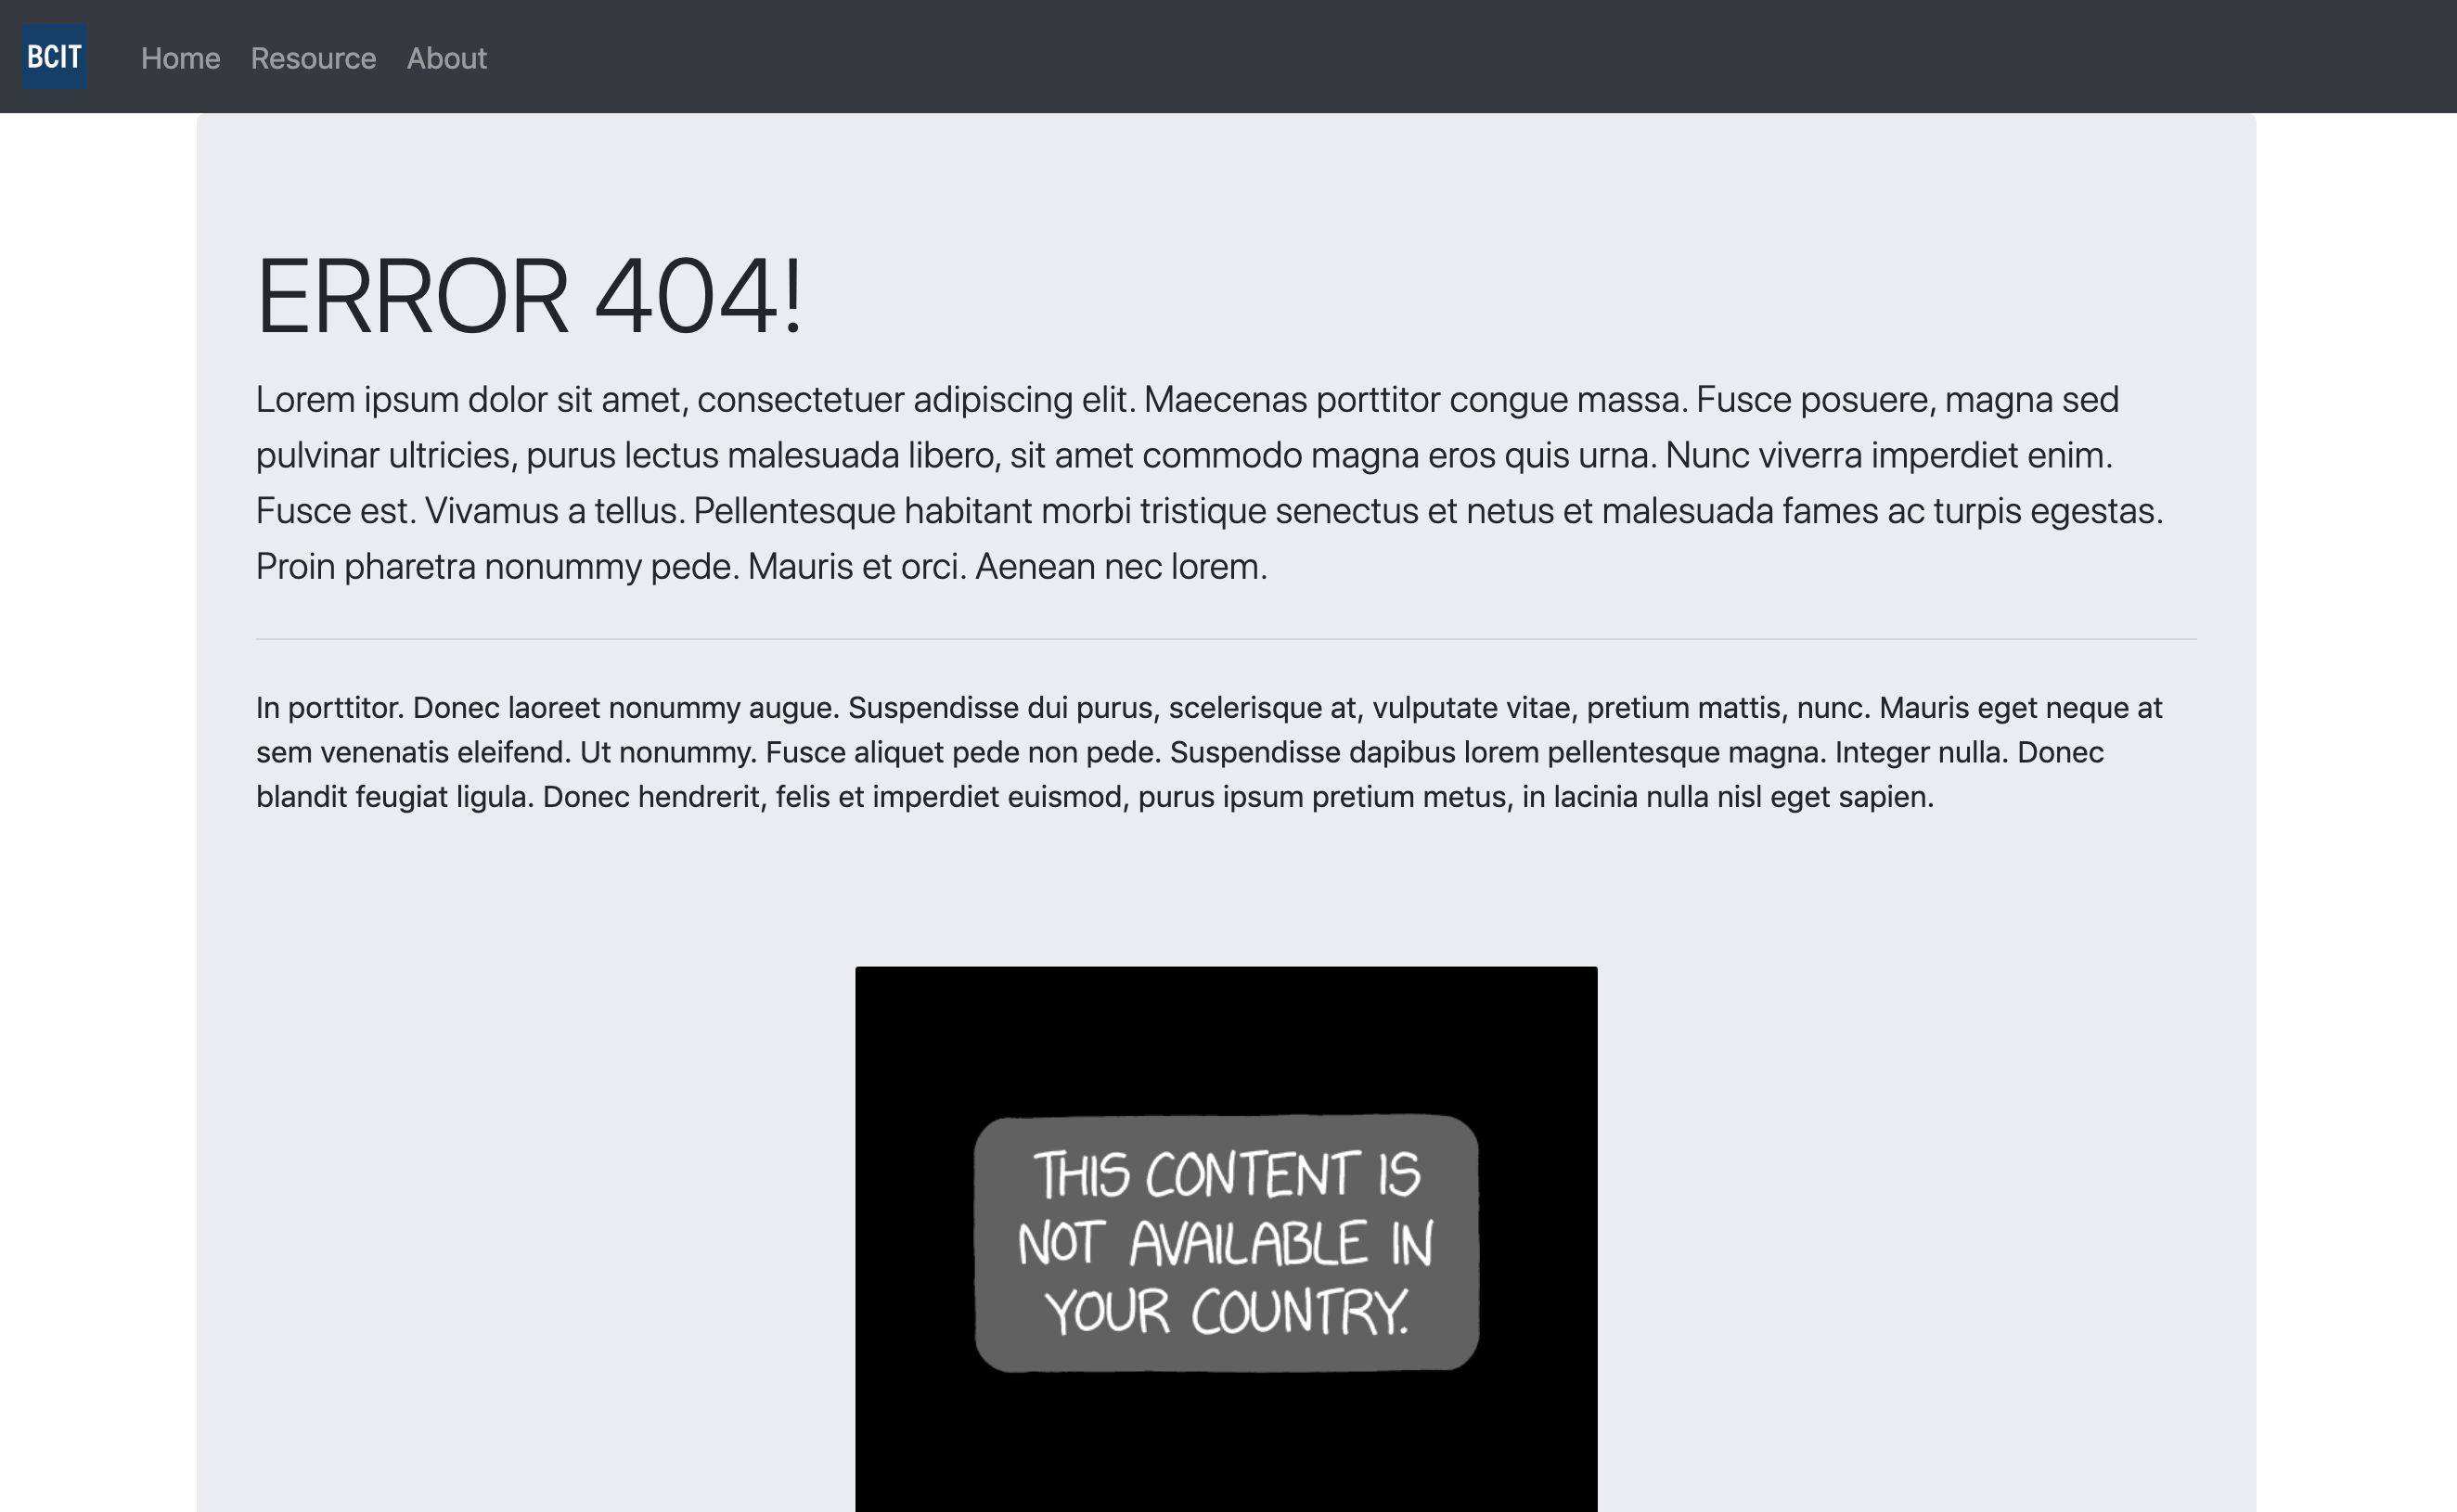 BCIT
Home Resource About
ERROR 404!
Lorem ipsum dolor sit amet, consectetuer adipiscing elit. Maecenas porttitor congue massa. Fusce posuere, magna sed
pulvinar ultricies, purus lectus malesuada libero, sit amet commodo magna eros quis urna. Nunc viverra imperdiet enim.
Fusce est. Vivamus a tellus. Pellentesque habitant morbi tristique senectus et netus et malesuada fames ac turpis egestas.
Proin pharetra nonummy pede. Mauris et orci. Aenean nec lorem.
In porttitor. Donec laoreet nonummy augue. Suspendisse dui purus, scelerisque at, vulputate vitae, pretium mattis, nunc. Mauris eget neque at
sem venenatis eleifend. Ut nonummy. Fusce aliquet pede non pede. Suspendisse dapibus lorem pellentesque magna. Integer nulla. Donec
blandit feugiat ligula. Donec hendrerit, felis et imperdiet euismod, purus ipsum pretium metus, in lacinia nulla nisl eget sapien.
THIS CONTENT IS
NOT AVAILABLE IN
YOUR COUNTRY.